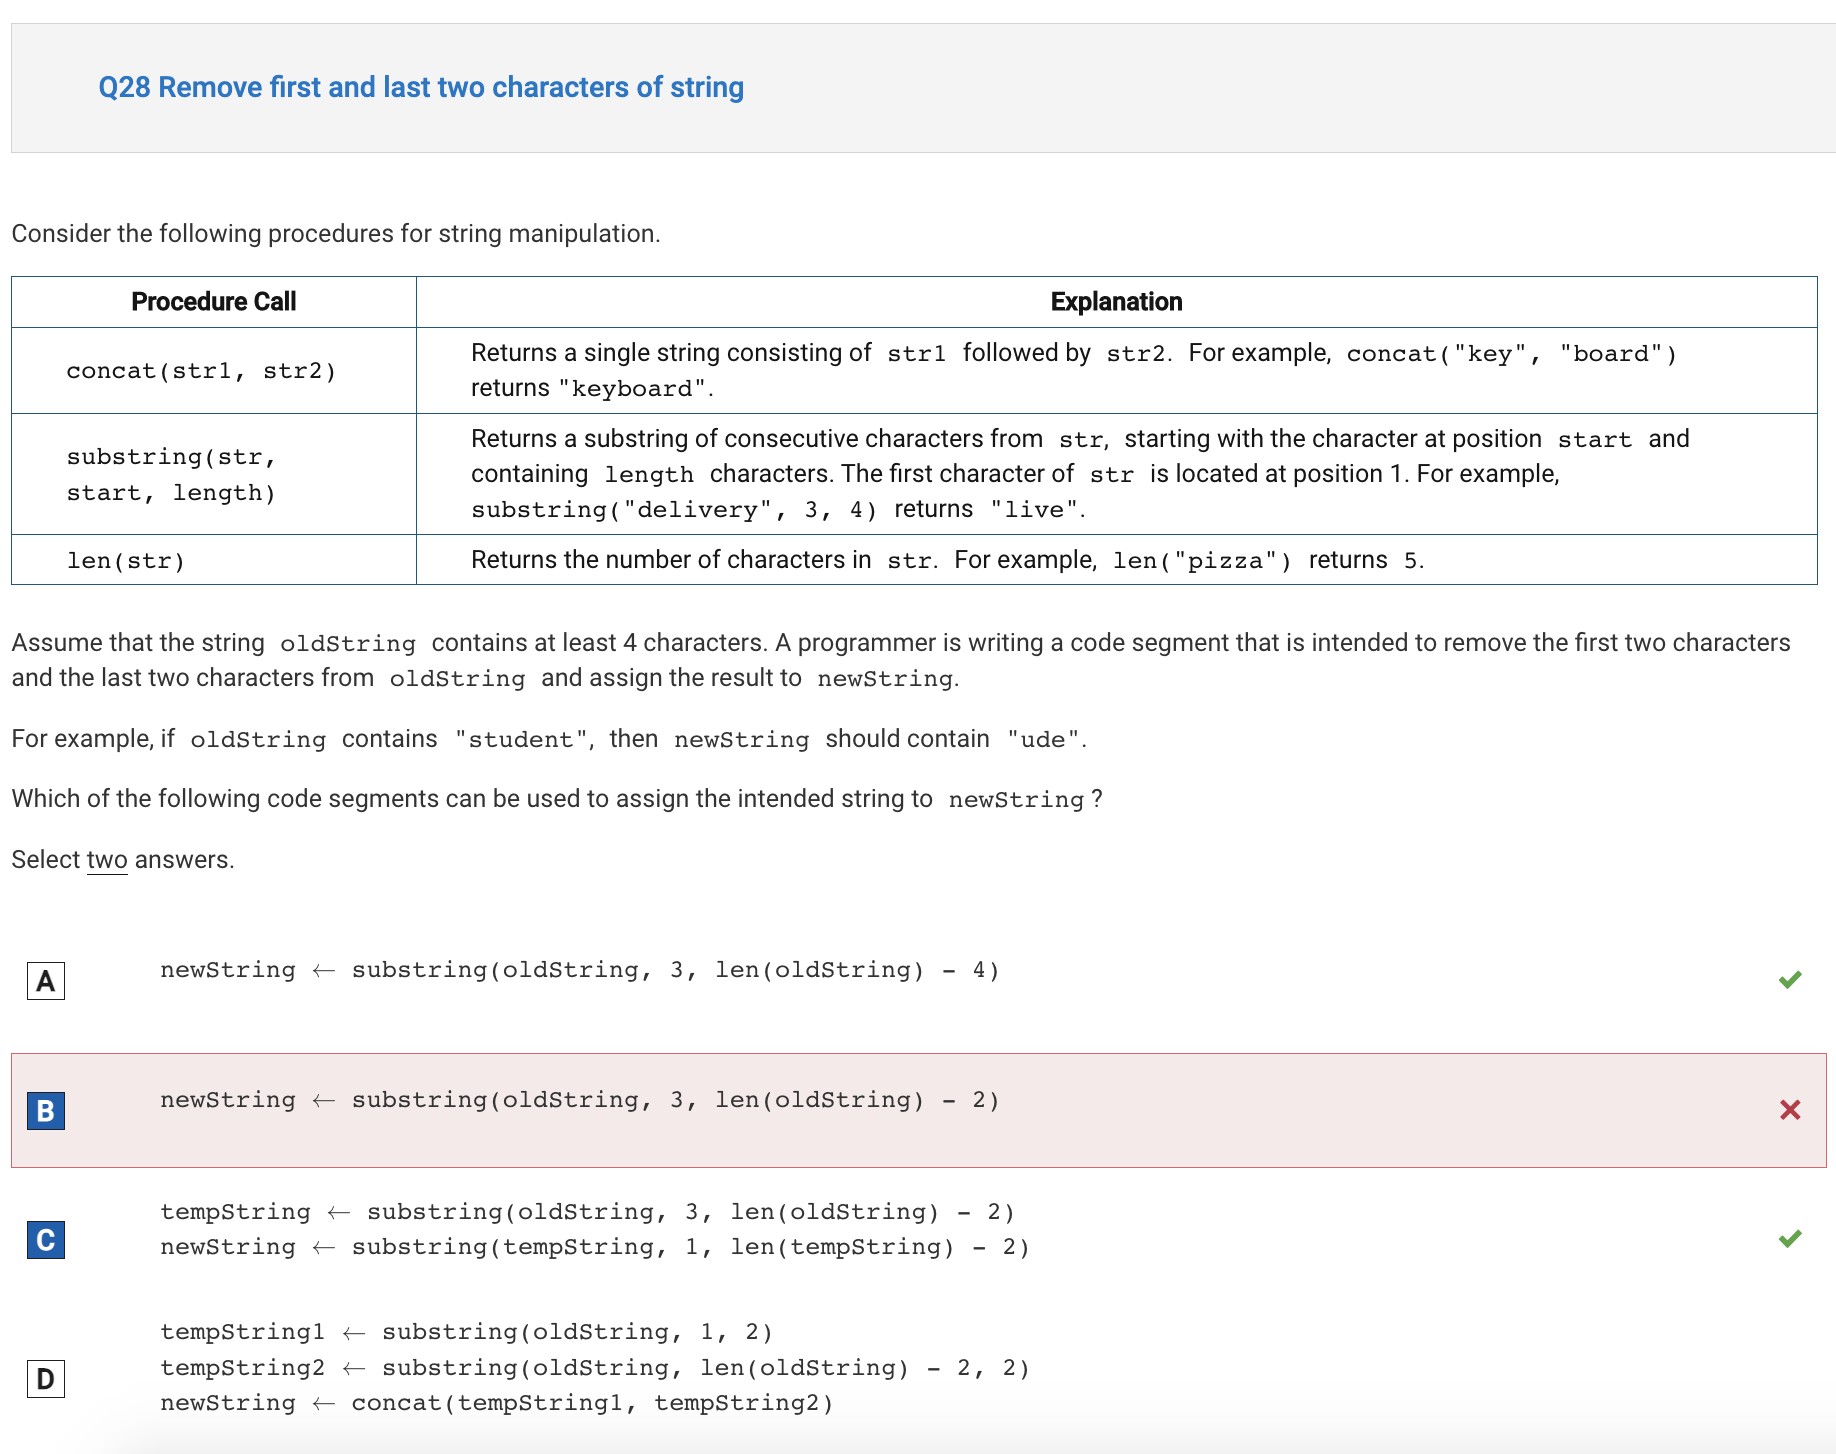 Q28 Remove first and last two characters of string
Consider the following procedures for string manipulation.
Procedure Call
Explanation
concat(str1, str2)
Returns a single string consisting of str1 followed by str2. For example, concat("key", "board")
returns "keyboard".
substring(str,
start, length)
Returns a substring of consecutive characters from str, starting with the character at position start and
containing length characters. The first character of str is located at position 1. For example,
substring("delivery", 3, 4) returns "live".
len(str)
Returns the number of characters in str. For example, len("pizza") returns 5.
Assume that the string oldString contains at least 4 characters. A programmer is writing a code segment that is intended to remove the first two characters
and the last two characters from oldString and assign the result to newString.
For example, if oldString contains "student", then newString should contain "ude".
Which of the following code segments can be used to assign the intended string to newString ?
Select two answers.
A
newString ← substring(oldString, 3, len(oldString) - 4)
B
newString ← substring(oldString, 3, len(oldString) - 2)
C
tempString ← substring(oldString, 3, len(oldString) - 2)
newString ← substring(tempString, 1, len(tempString) - 2)
D
tempString1 ← substring(oldString, 1, 2)
tempString2 ← substring(oldString, len(oldString) - 2, 2)
newString ← concat(tempString1, tempString2)